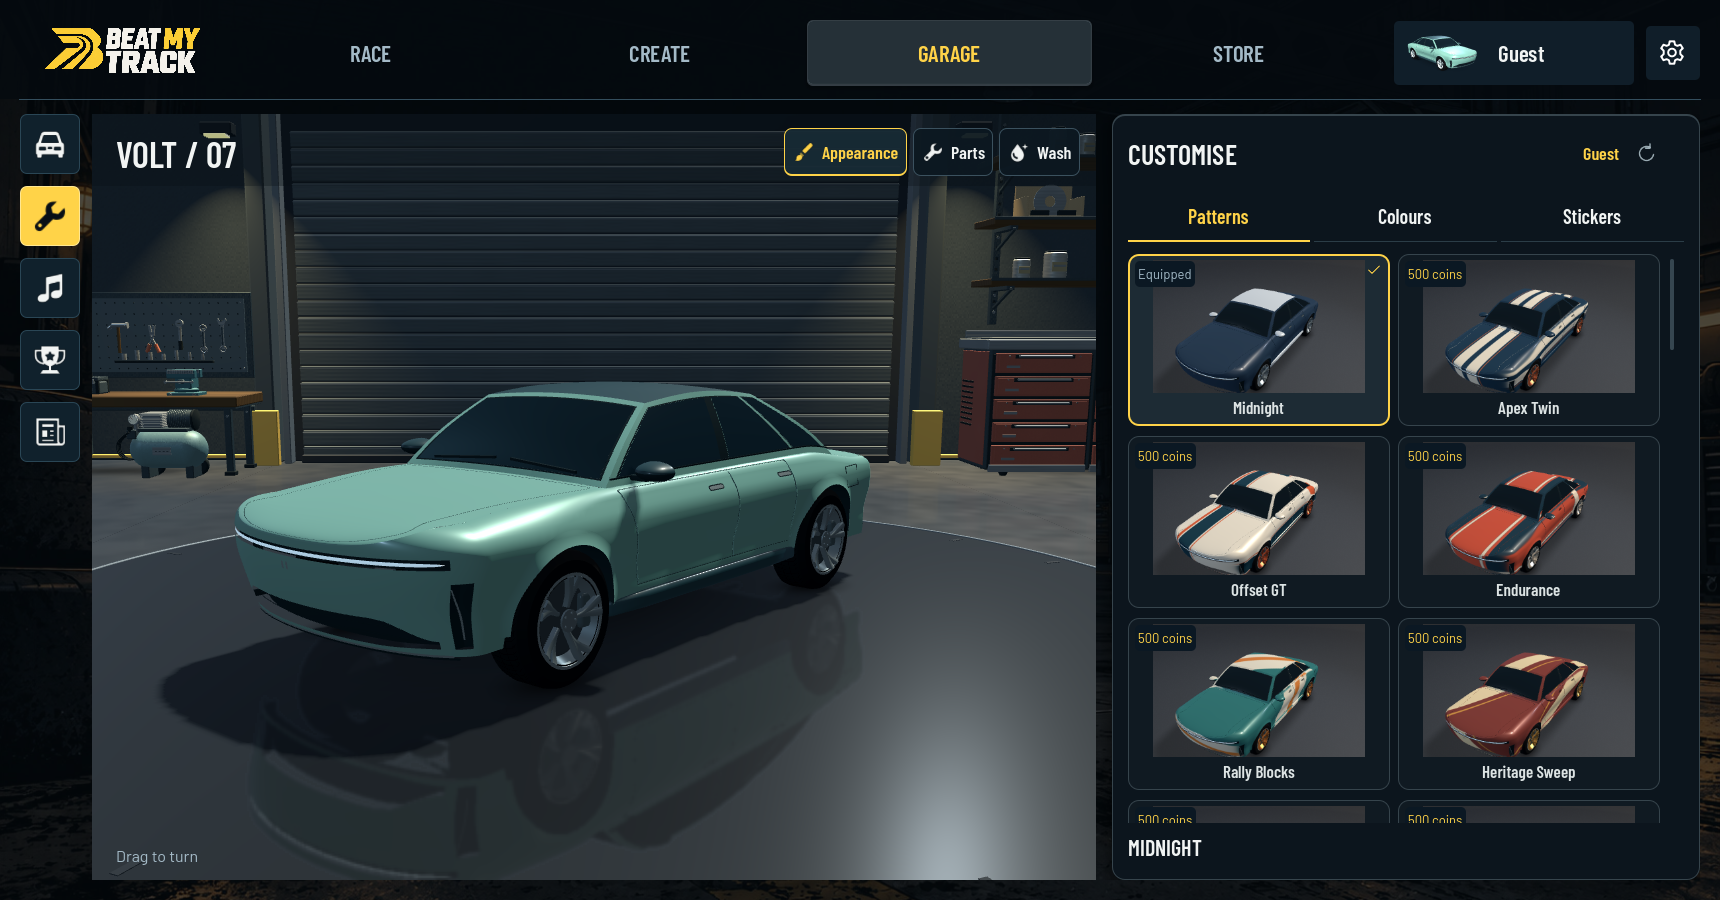 BEAT MY
TRACK
RACE
CREATE
GARAGE
STORE
Guest
VOLT / 07
Appearance
Parts
Wash
CUSTOMISE
Guest
Patterns
Colours
Stickers
Equipped
500 coins
Midnight
Apex Twin
500 coins
500 coins
Offset GT
Endurance
500 coins
500 coins
Rally Blocks
Heritage Sweep
500 coins
500 coins
MIDNIGHT
Drag to turn